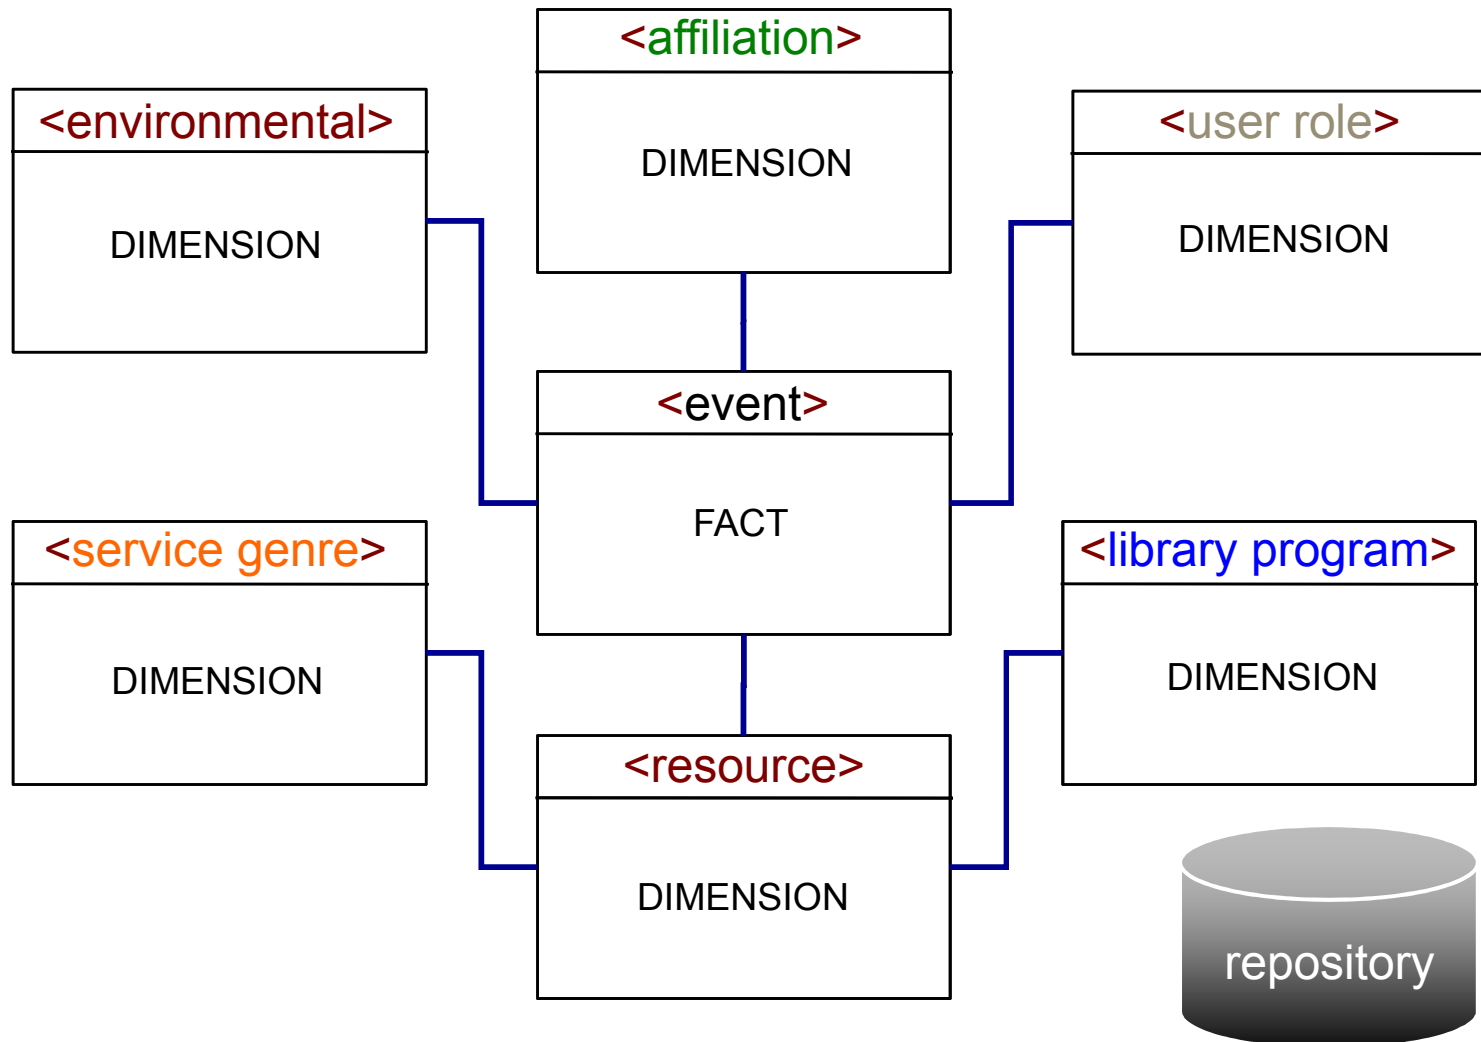 <affiliation>
DIMENSION
<environmental>
DIMENSION
<user role>
DIMENSION
<event>
FACT
<service genre>
DIMENSION
<library program>
DIMENSION
<resource>
DIMENSION
repository